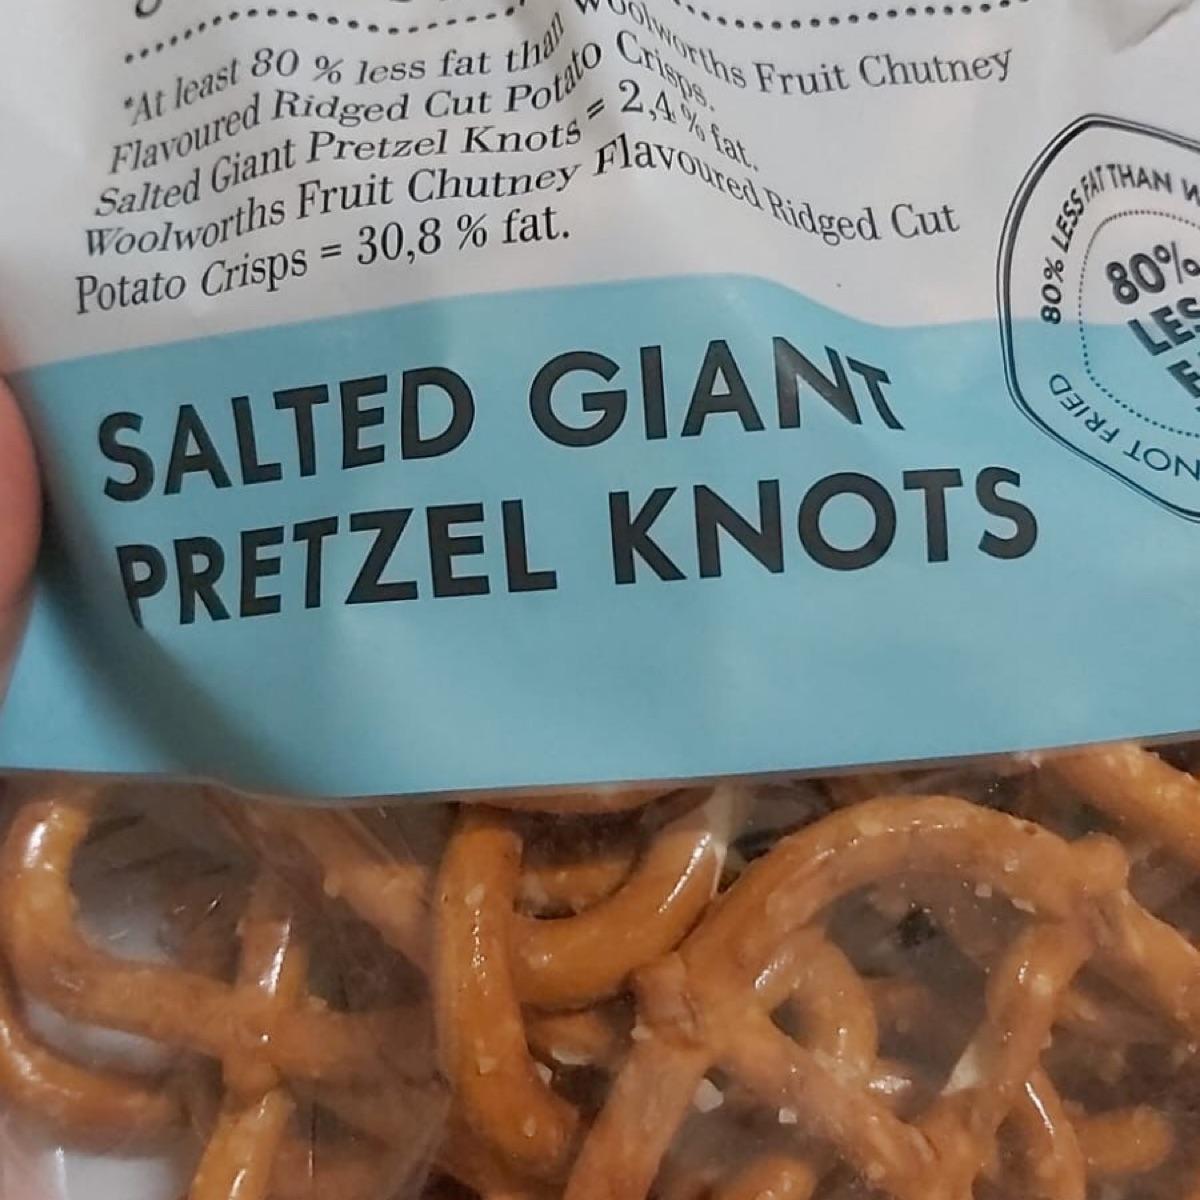 *At least 80 % less fat than Woolworths Fruit Chutney
Flavoured Ridged Cut Potato Crisps.
Salted Giant Pretzel Knots = 2,4 % fat.
Woolworths Fruit Chutney Flavoured Ridged Cut
Potato Crisps = 30,8 % fat.
80% LESS FAT THAN
80%
NOT FRIED
SALTED GIANT
PRETZEL KNOTS